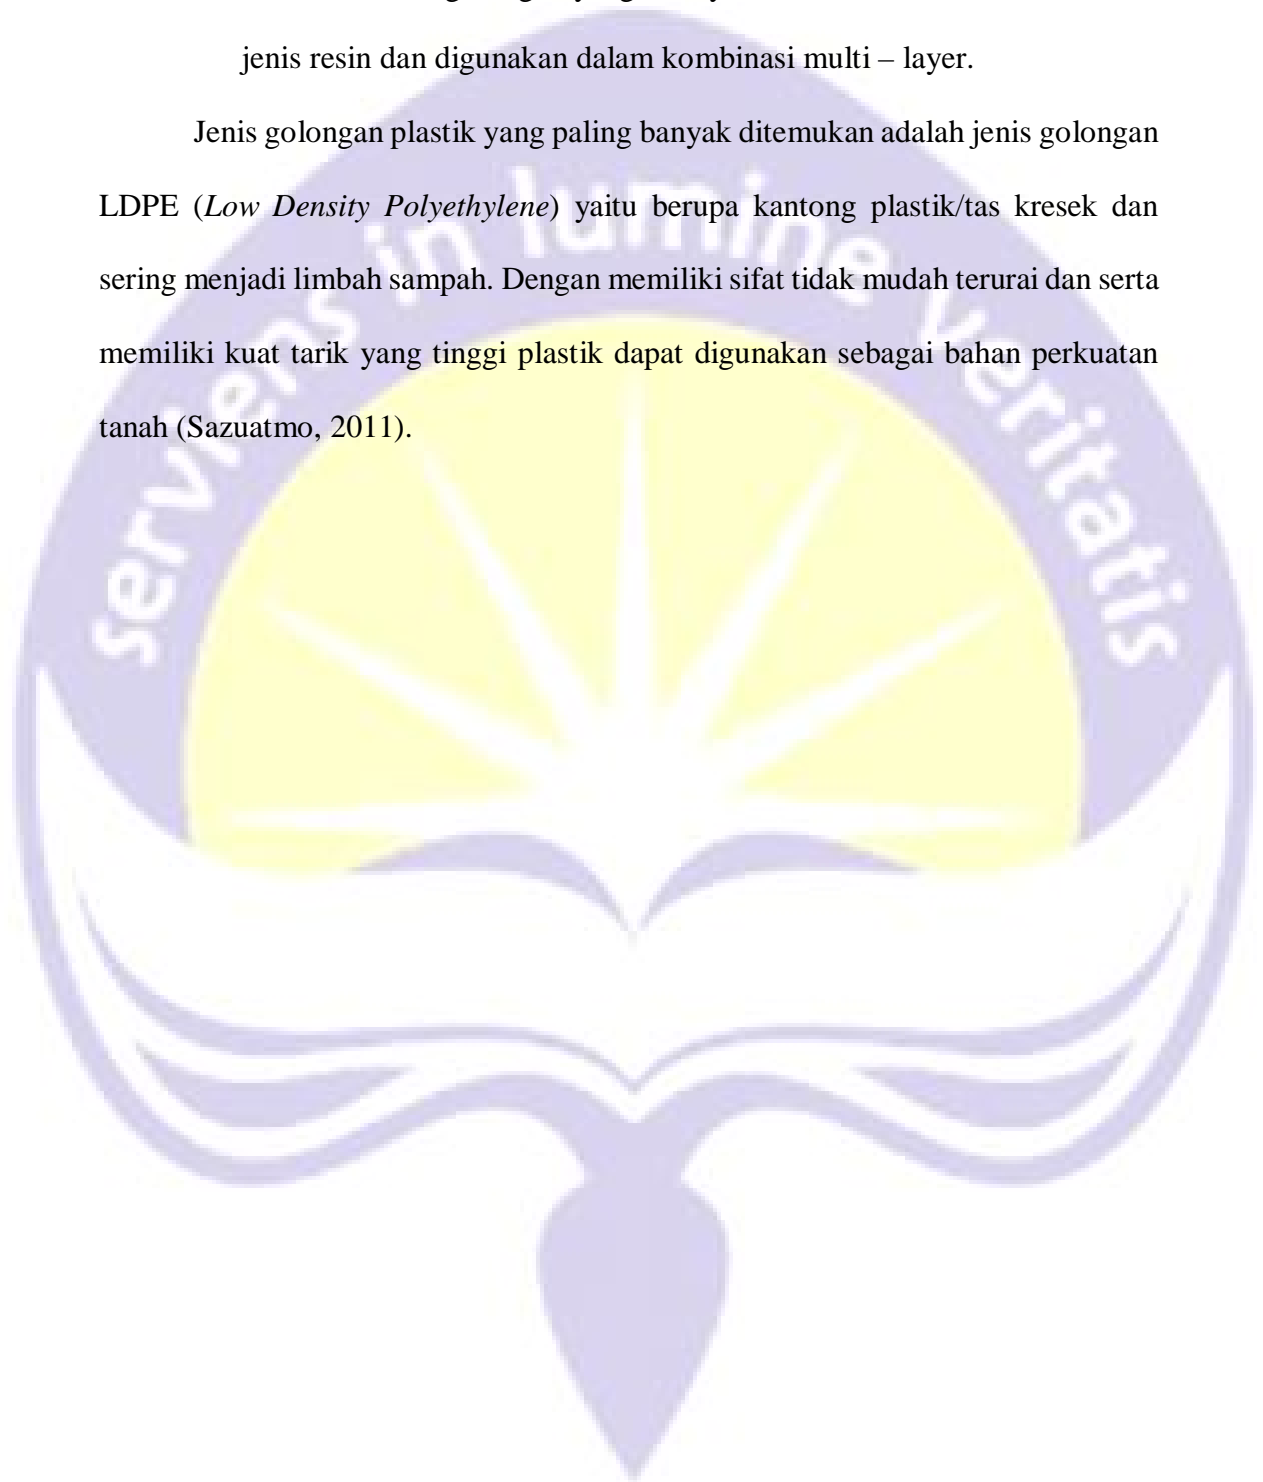 jenis resin dan digunakan dalam kombinasi multi – layer.
Jenis golongan plastik yang paling banyak ditemukan adalah jenis golongan
LDPE (Low Density Polyethylene) yaitu berupa kantong plastik/tas kresek dan
sering menjadi limbah sampah. Dengan memiliki sifat tidak mudah terurai dan serta
memiliki kuat tarik yang tinggi plastik dapat digunakan sebagai bahan perkuatan
tanah (Sazuatmo, 2011).
serviens in lumine veritatis